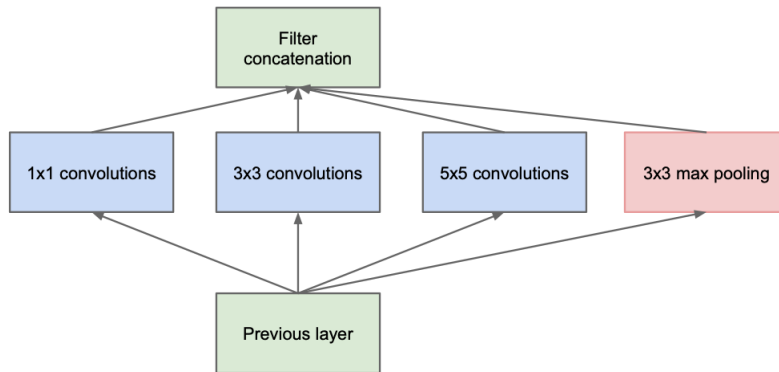 Filter
concatenation
1x1 convolutions
3x3 convolutions
5x5 convolutions
3x3 max pooling
Previous layer